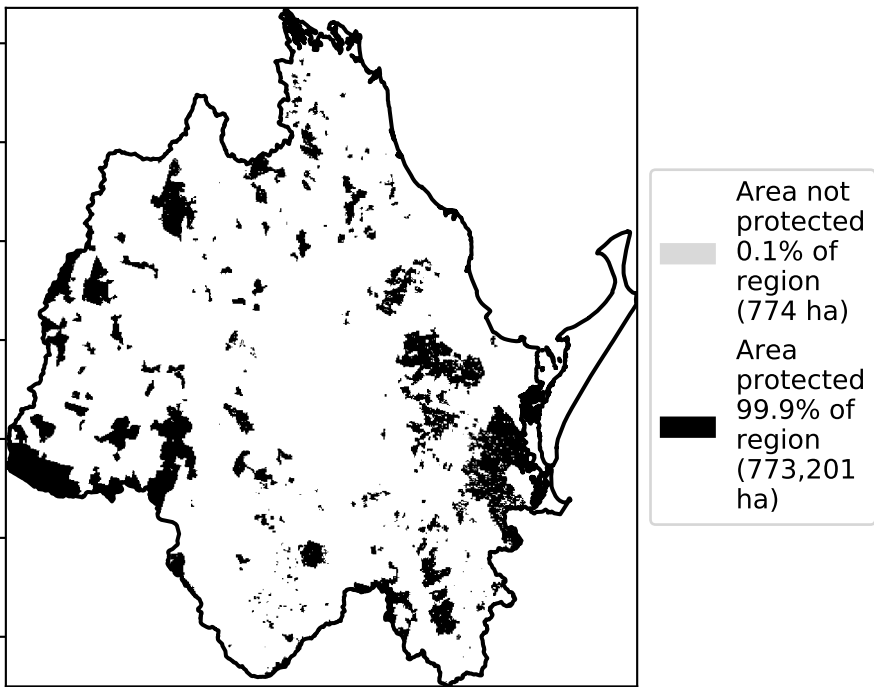 Area not
protected
0.1% of
region
(774 ha)
Area
protected
99.9% of
region
(773,201
ha)